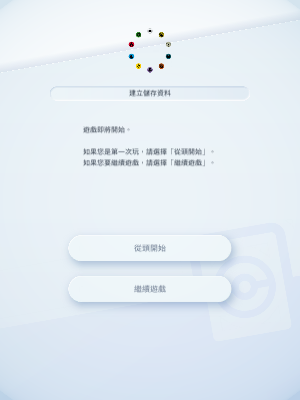 建立儲存資料
遊戲即將開始。
如果您是第一次玩，請選擇「從頭開始」。
如果您要繼續遊戲，請選擇「繼續遊戲」。
從頭開始
繼續遊戲